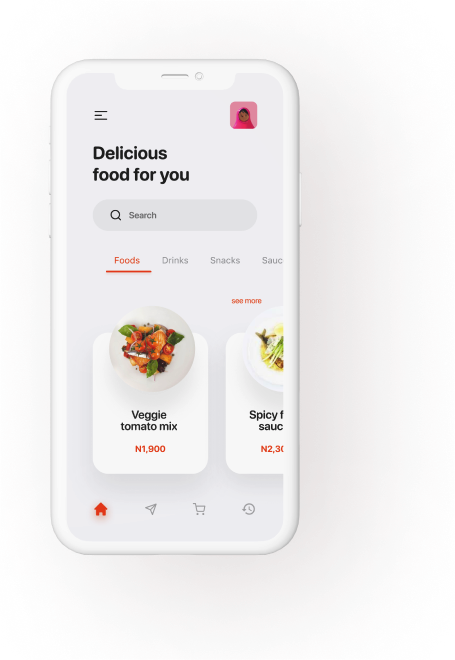 Delicious
food for you
Search
Foods Drinks Snacks Sauc
see more
Veggie
tomato mix
N1,900
Spicy f
sauc
N2,30